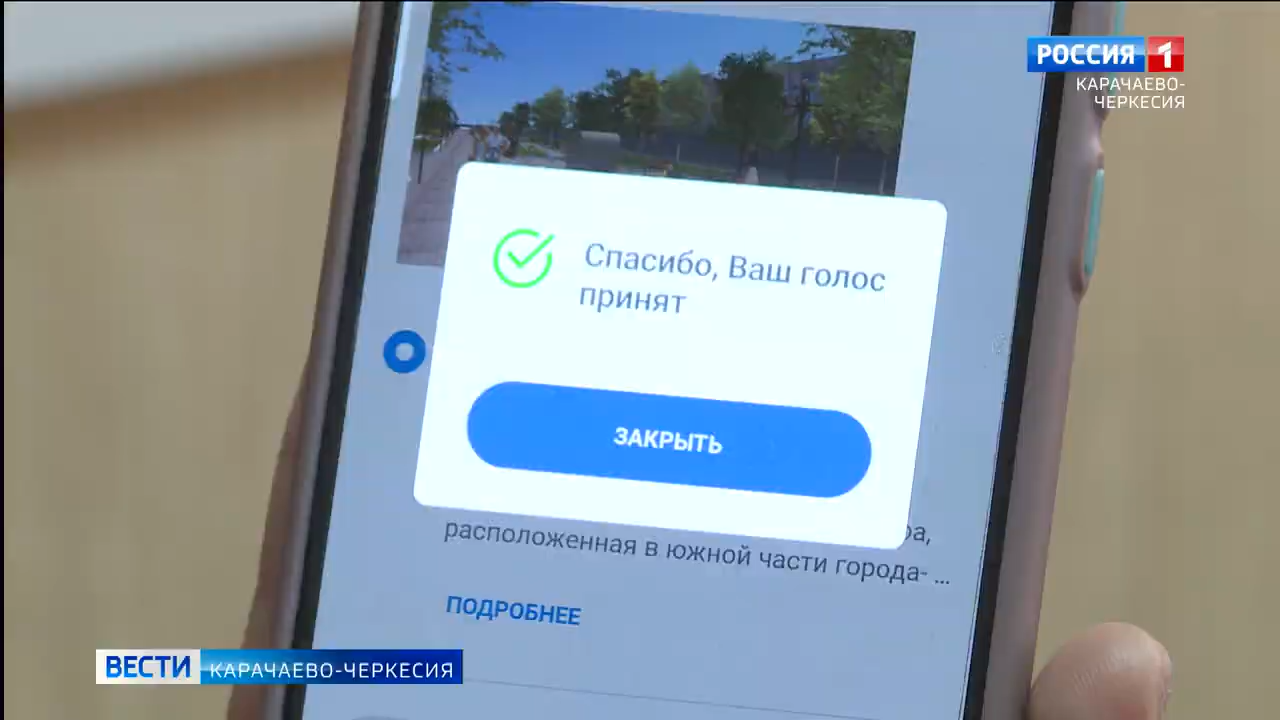 РОССИЯ 1
КАРАЧАЕВО-
ЧЕРКЕСИЯ
Спасибо, Ваш голос
принят
ЗАКРЫТЬ
расположенная в южной части города- ...
ПОДРОБНЕЕ
ВЕСТИ КАРАЧАЕВО-ЧЕРКЕСИЯ